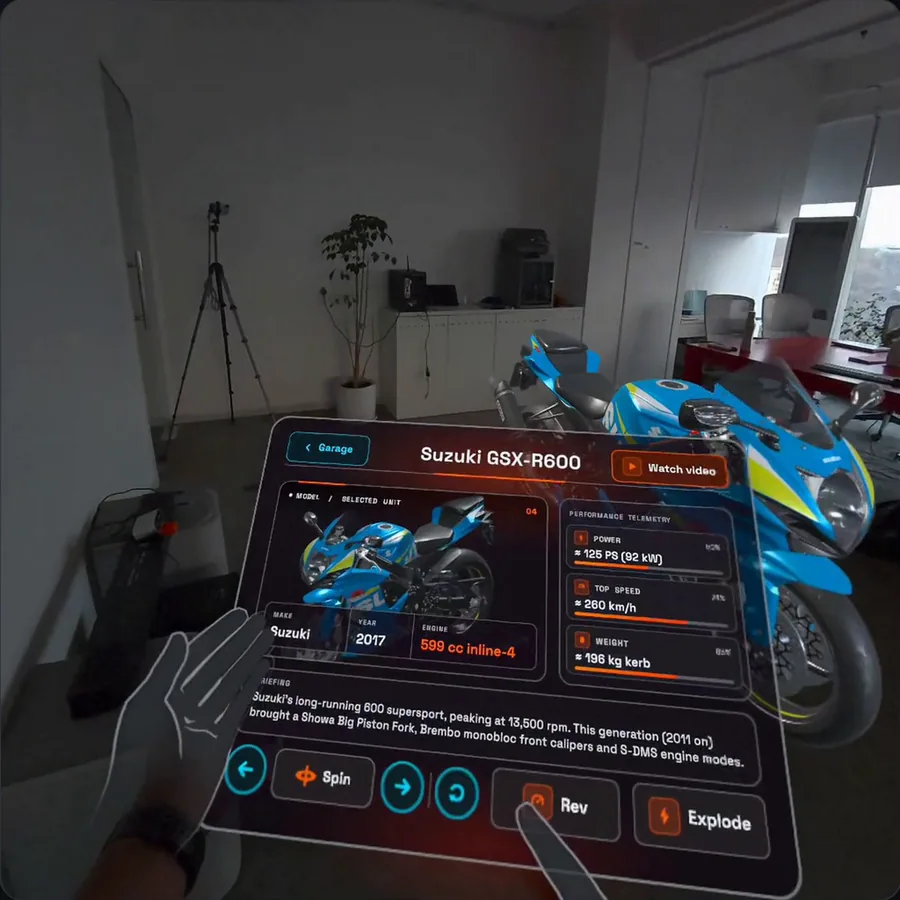 Garage
Suzuki GSX-R600
Watch video
MODEL / SELECTED UNIT
04
MAKE
Suzuki
YEAR
2017
ENGINE
599 cc inline-4
PERFORMANCE TELEMETRY
POWER
≈ 125 PS (92 kW)
TOP SPEED
≈ 260 km/h
WEIGHT
≈ 196 kg kerb
Suzuki's long-running 600 supersport, peaking at 13,500 rpm. This generation (2011 on)
brought a Showa Big Piston Fork, Brembo monobloc front calipers and S-DMS engine modes.
Spin
Rev
Explode